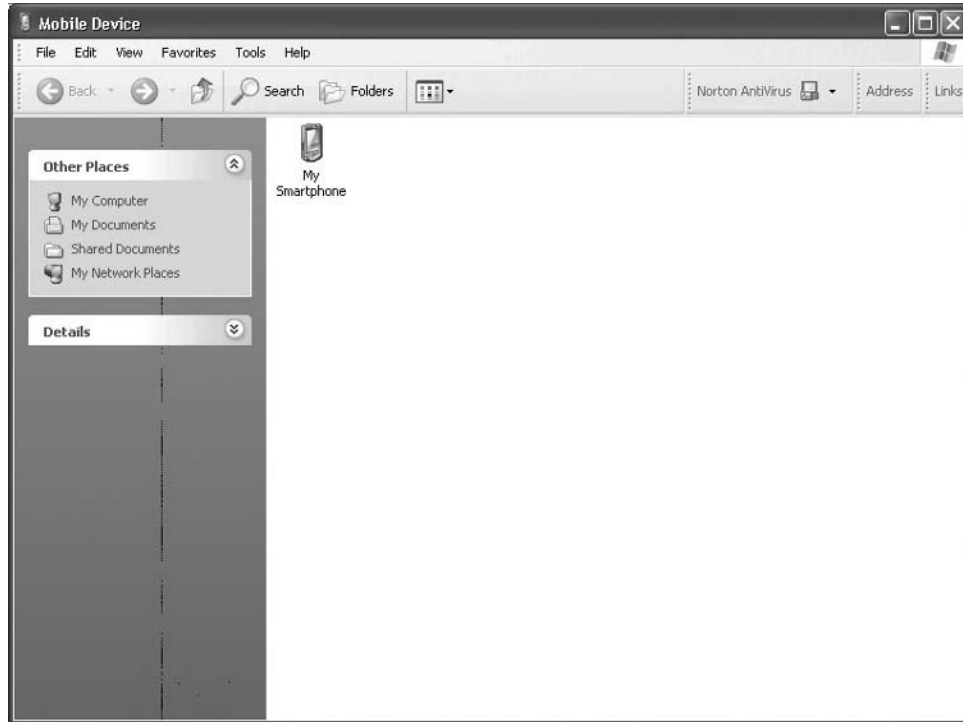 Mobile Device
File Edit View Favorites Tools Help
Back Search Folders Norton AntiVirus Address Links
Other Places
My Computer
My Documents
Shared Documents
My Network Places
Details
My
Smartphone